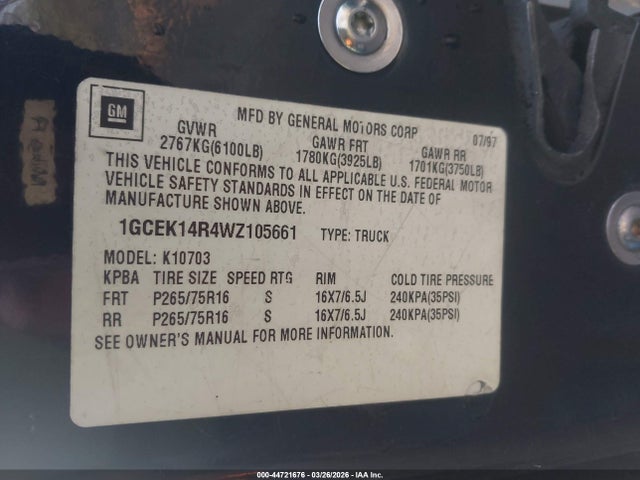 GM
MFD BY GENERAL MOTORS CORP 07/97
GVWR GAWR FRT GAWR RR
2767KG(6100LB) 1780KG(3925LB) 1701KG(3750LB)
THIS VEHICLE CONFORMS TO ALL APPLICABLE U.S. FEDERAL MOTOR
VEHICLE SAFETY STANDARDS IN EFFECT ON THE DATE OF
MANUFACTURE SHOWN ABOVE.
1GCEK14R4WZ105661 TYPE: TRUCK
MODEL: K10703
KPBA TIRE SIZE SPEED RTG RIM COLD TIRE PRESSURE
FRT P265/75R16 S 16X7/6.5J 240KPA(35PSI)
RR P265/75R16 S 16X7/6.5J 240KPA(35PSI)
SEE OWNER'S MANUAL FOR MORE INFORMATION.
000-44721676 | 03/26/2026 | IAA Inc.